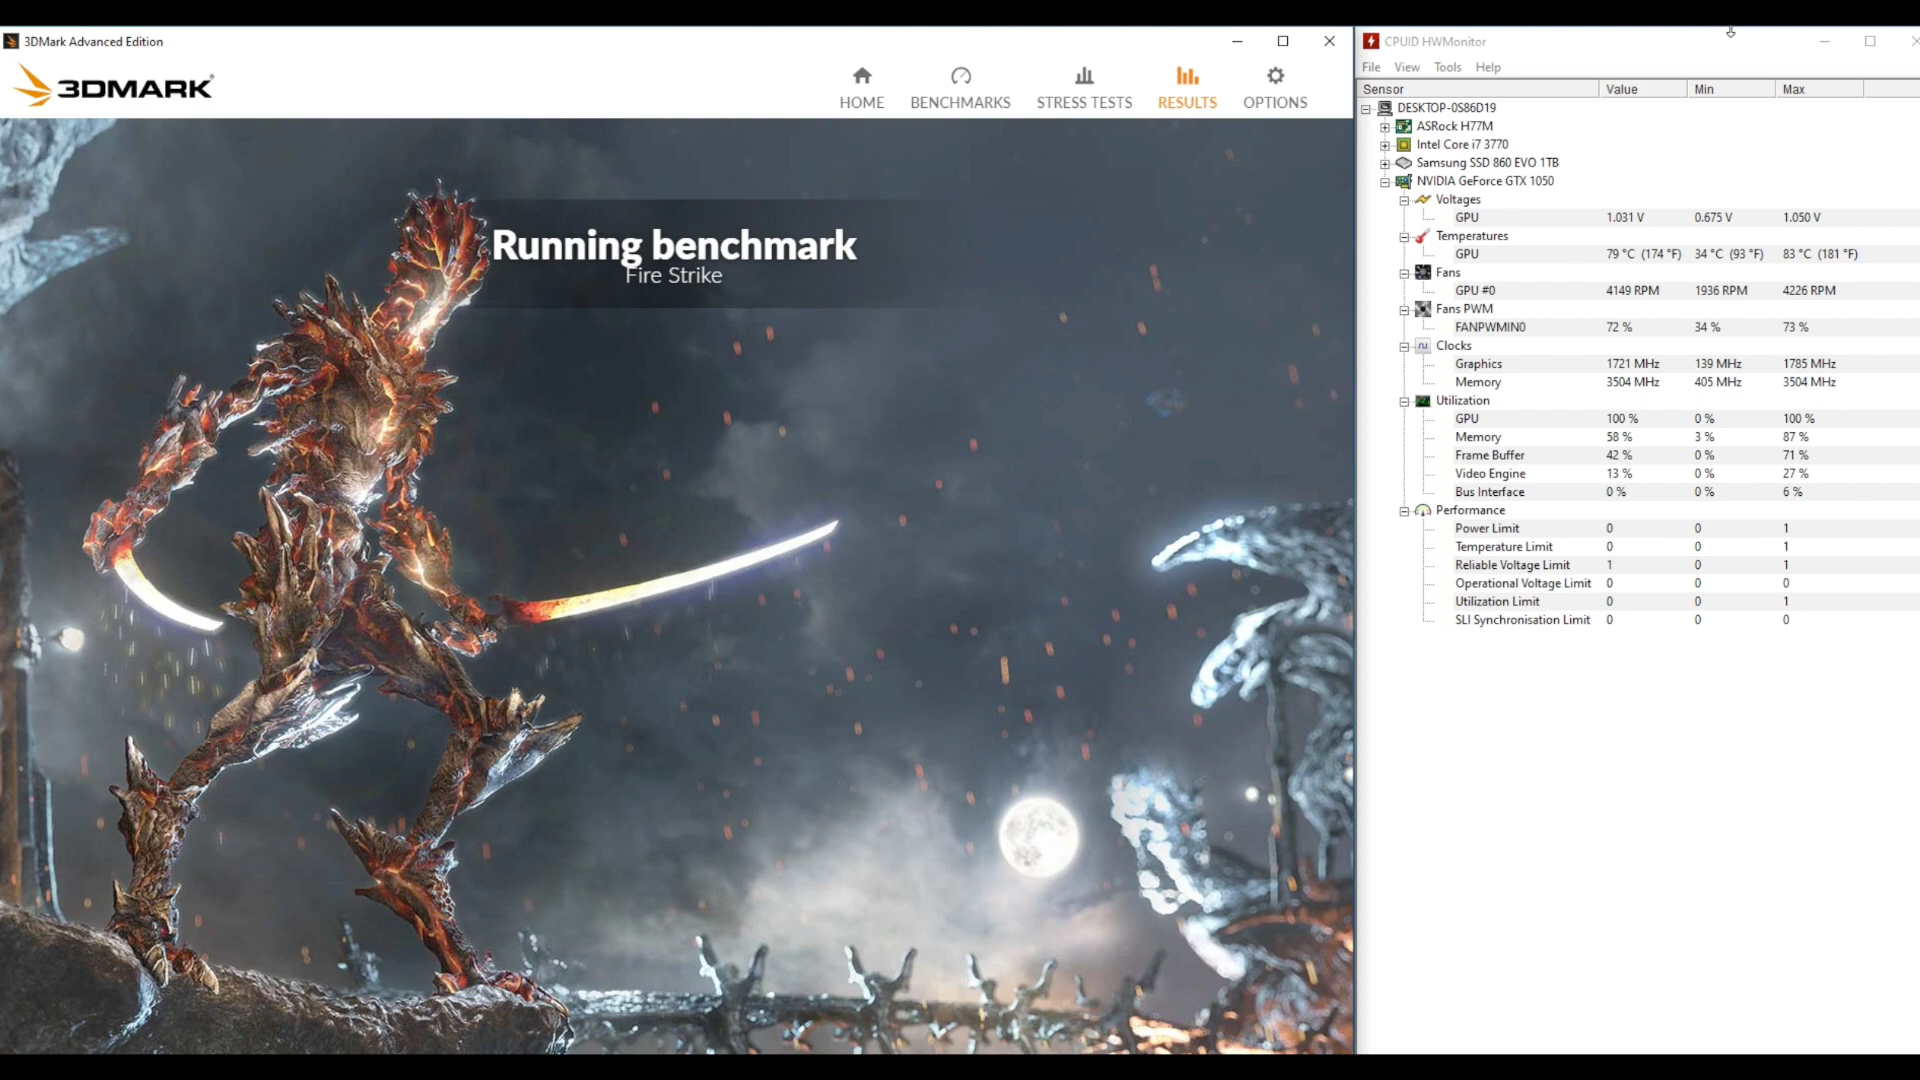 3DMark Advanced Edition
3DMARK
HOME BENCHMARKS STRESS TESTS RESULTS OPTIONS
Running benchmark
Fire Strike
CPUID HWMonitor
File View Tools Help
Sensor Value Min Max
DESKTOP-0S86D19
ASRock H77M
Intel Core i7 3770
Samsung SSD 860 EVO 1TB
NVIDIA GeForce GTX 1050
Voltages
GPU 1.031 V 0.675 V 1.050 V
Temperatures
GPU 79 °C (174 °F) 34 °C (93 °F) 83 °C (181 °F)
Fans
GPU #0 4149 RPM 1936 RPM 4226 RPM
Fans PWM
FANPWMIN0 72 % 34 % 73 %
Clocks
Graphics 1721 MHz 139 MHz 1785 MHz
Memory 3504 MHz 405 MHz 3504 MHz
Utilization
GPU 100 % 0 % 100 %
Memory 58 % 3 % 87 %
Frame Buffer 42 % 0 % 71 %
Video Engine 13 % 0 % 27 %
Bus Interface 0 % 0 % 6 %
Performance
Power Limit 0 0 1
Temperature Limit 0 0 1
Reliable Voltage Limit 1 0 1
Operational Voltage Limit 0 0 0
Utilization Limit 0 0 1
SLI Synchronisation Limit 0 0 0